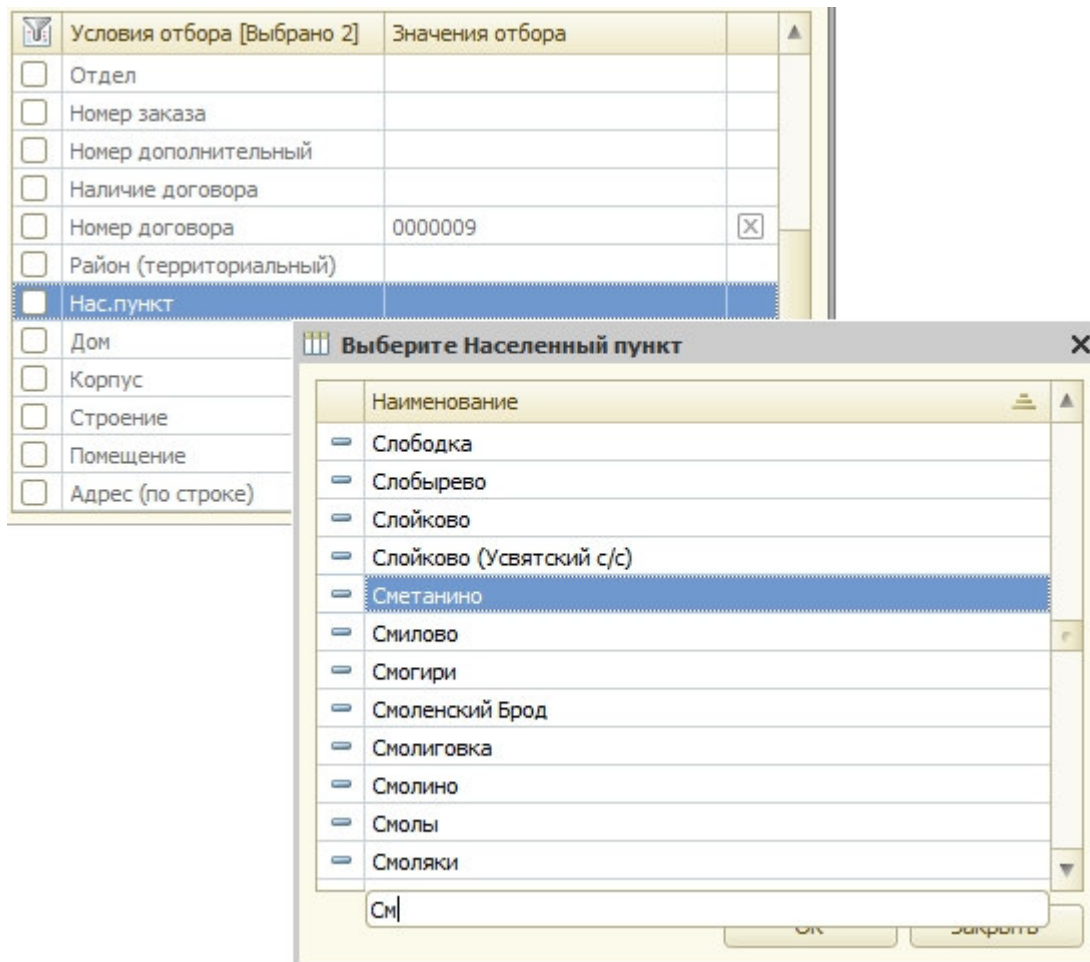 Условия отбора [Выбрано 2] Значения отбора
Отдел
Номер заказа
Номер дополнительный
Наличие договора
Номер договора 0000009
Район (территориальный)
Нас.пункт
Дом
Корпус
Строение
Помещение
Адрес (по строке)
Выберите Населенный пункт
Наименование
Слободка
Слобырево
Слойково
Слойково (Усвятский с/с)
Сметанино
Смилово
Смогири
Смоленский Брод
Смолиговка
Смолино
Смолы
Смоляки
См
ОК Закрыть